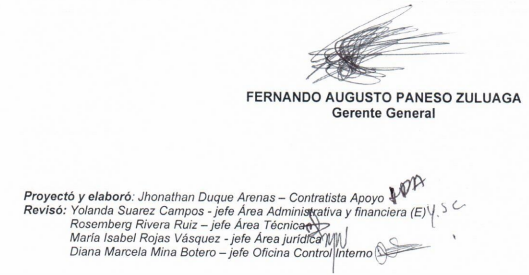 FERNANDO AUGUSTO PANESO ZULUAGA
Gerente General
Proyectó y elaboró: Jhonathan Duque Arenas – Contratista Apoyo JDA
Revisó: Yolanda Suarez Campos - jefe Área Administrativa y financiera (E) Y.SC
Rosemberg Rivera Ruiz – jefe Área Técnica
María Isabel Rojas Vásquez - jefe Área jurídica
Diana Marcela Mina Botero – jefe Oficina Control Interno